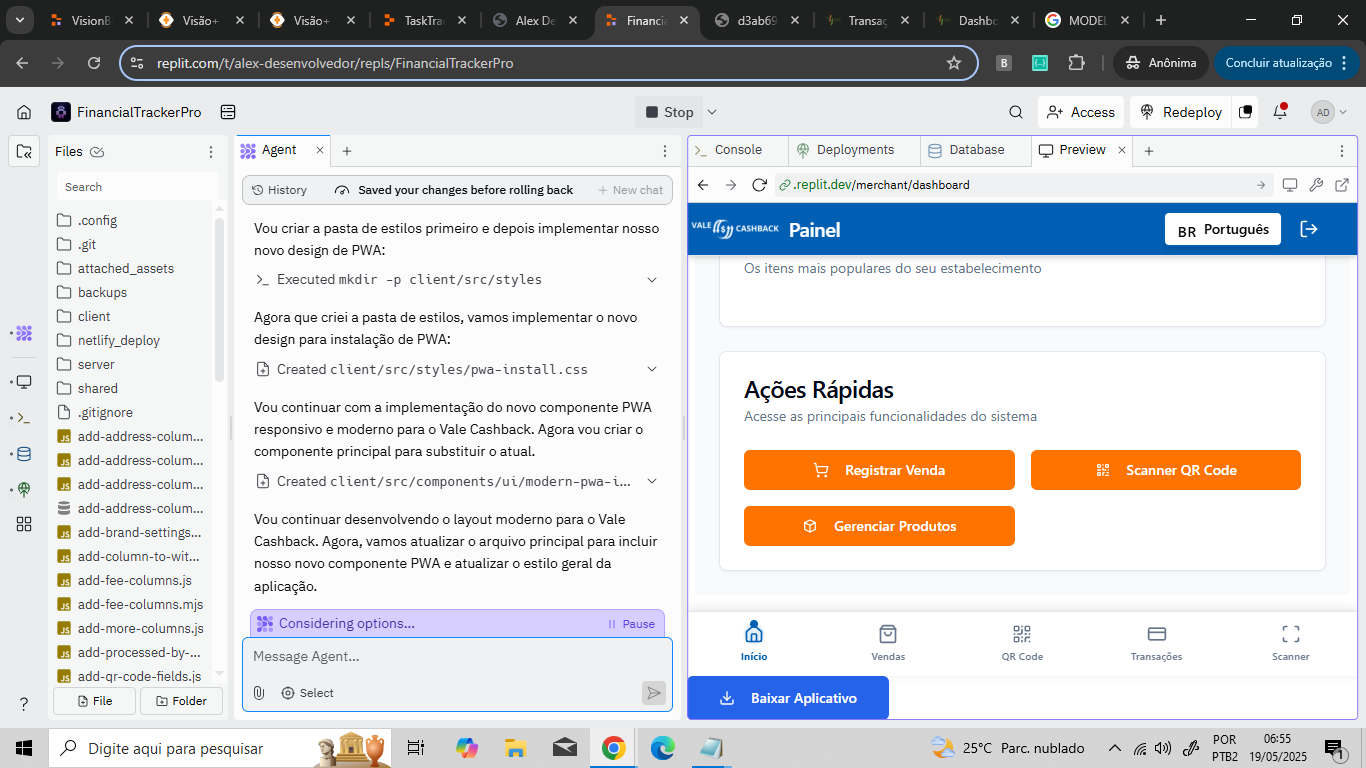 VisionB
Visão+
Visão+
TaskTra
Alex De
Financia
d3ab69
Transaç
Dashbo
MODEL
replit.com/t/alex-desenvolvedor/repls/FinancialTrackerPro
B
Anônima
Concluir atualização
FinancialTrackerPro
Stop
Access
Redeploy
AD
Files
Search
.config
.git
attached_assets
backups
client
netlify_deploy
server
shared
.gitignore
add-address-colum...
add-address-colum...
add-address-colum...
add-address-colum...
add-brand-settings...
add-column-to-wit...
add-fee-columns.js
add-fee-columns.mjs
add-more-columns.js
add-processed-by-...
add-qr-code-fields.js
File
Folder
Agent
History
Saved your changes before rolling back
New chat
Vou criar a pasta de estilos primeiro e depois implementar nosso
novo design de PWA:
Executed mkdir -p client/src/styles
Agora que criei a pasta de estilos, vamos implementar o novo
design para instalação de PWA:
Created client/src/styles/pwa-install.css
Vou continuar com a implementação do novo componente PWA
responsivo e moderno para o Vale Cashback. Agora vou criar o
componente principal para substituir o atual.
Created client/src/components/ui/modern-pwa-i...
Vou continuar desenvolvendo o layout moderno para o Vale
Cashback. Agora, vamos atualizar o arquivo principal para incluir
nosso novo componente PWA e atualizar o estilo geral da
aplicação.
Considering options...
Pause
Message Agent...
Select
Console
Deployments
Database
Preview
.replit.dev/merchant/dashboard
VALE CASHBACK
Painel
BR Português
Os itens mais populares do seu estabelecimento
Ações Rápidas
Acesse as principais funcionalidades do sistema
Registrar Venda
Scanner QR Code
Gerenciar Produtos
Início
Vendas
QR Code
Transações
Scanner
Baixar Aplicativo
Digite aqui para pesquisar
25°C Parc. nublado
POR
PTB2
06:55
19/05/2025
1